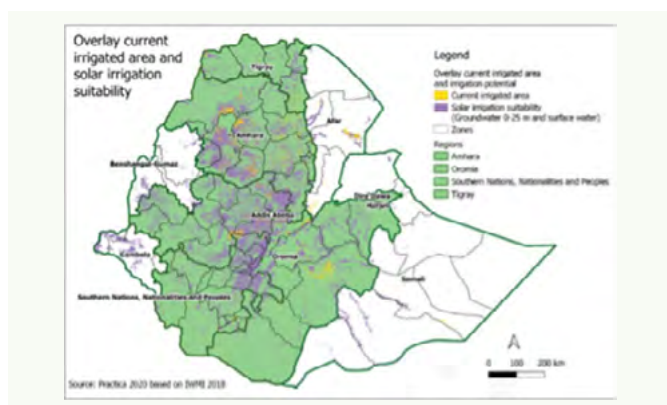 Overlay current
irrigated area and
solar irrigation
suitability
Legend
Overlay current irrigated area
and irrigation potential
Current irrigated area
Solar irrigation suitability
(Groundwater 0-25 m and surface water)
Zones
Regions
Amhara
Oromia
Southern Nations, Nationalities and Peoples
Tigray
Tigray
Afar
Amhara
Benshangul-Gumaz
Dire Dawa
Harari
Addis Ababa
Gambela
Oromia
Somali
Southern Nations, Nationalities and Peoples
0 100 200 km
Source: Practica 2020 based on IWMI 2018